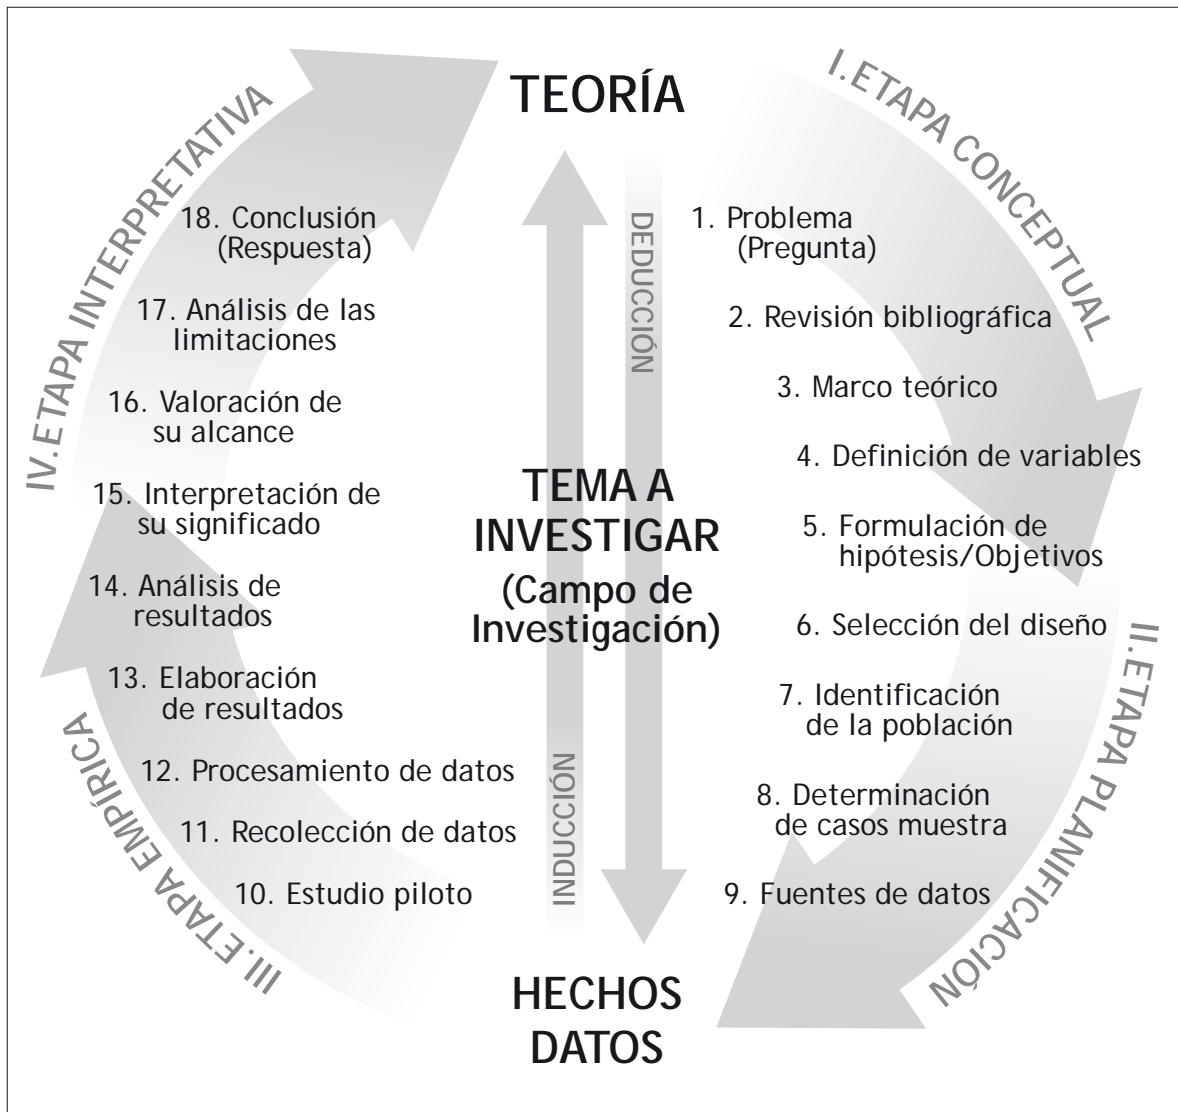 TEORÍA
I. ETAPA CONCEPTUAL
1. Problema
(Pregunta)
2. Revisión bibliográfica
3. Marco teórico
4. Definición de variables
5. Formulación de
hipótesis/Objetivos
II. ETAPA PLANIFICACIÓN
6. Selección del diseño
7. Identificación
de la población
8. Determinación
de casos muestra
9. Fuentes de datos
HECHOS
DATOS
III. ETAPA EMPÍRICA
10. Estudio piloto
11. Recolección de datos
12. Procesamiento de datos
13. Elaboración
de resultados
14. Análisis de
resultados
IV. ETAPA INTERPRETATIVA
15. Interpretación de
su significado
16. Valoración de
su alcance
17. Análisis de las
limitaciones
18. Conclusión
(Respuesta)
DEDUCCIÓN
TEMA A
INVESTIGAR
(Campo de
Investigación)
INDUCCIÓN